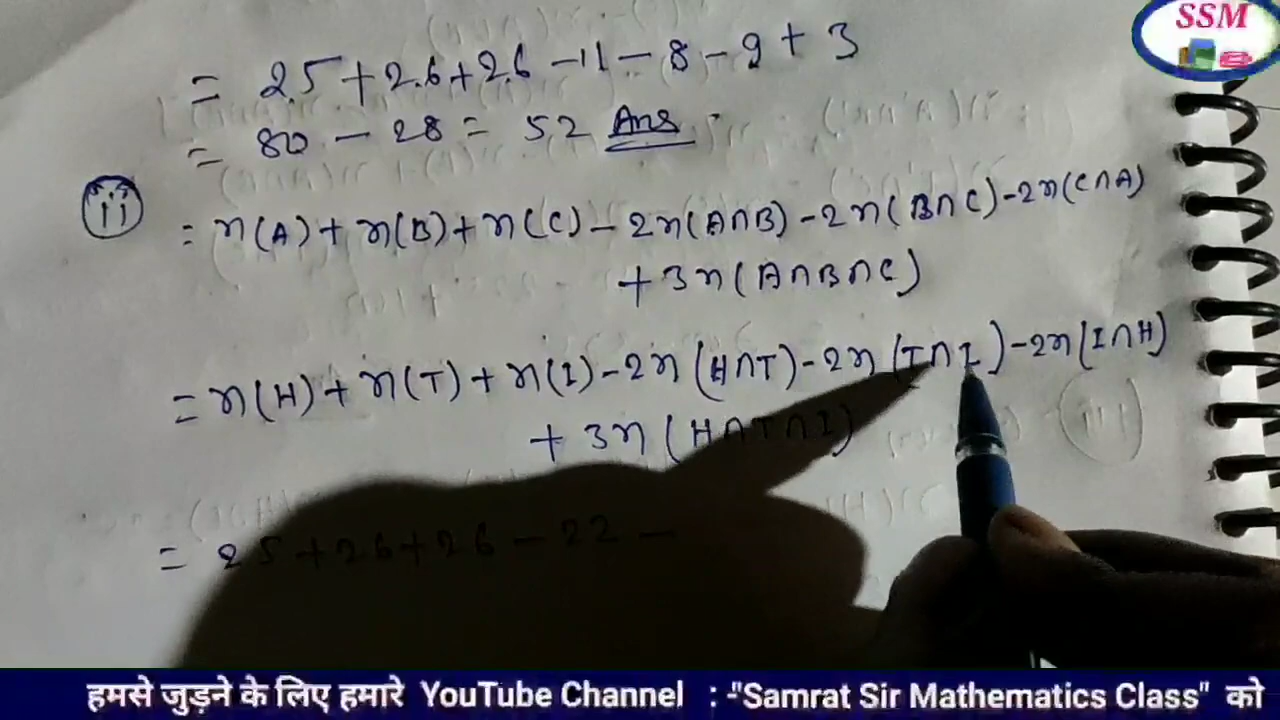 SSM
= 25+26+26-11-8-9+3
= 80 - 28 = 52 Ans
(ii)
= n(A)+n(B)+n(C)-2n(A∩B)-2n(B∩C)-2n(C∩A)
+3n(A∩B∩C)
= n(H)+n(T)+n(I)-2n(H∩T)-2n(T∩I)-2n(I∩H)
+3n(H∩T∩I)
= 25+26+26-22-
हमसे जुड़ने के लिए हमारे YouTube Channel :-"Samrat Sir Mathematics Class" को